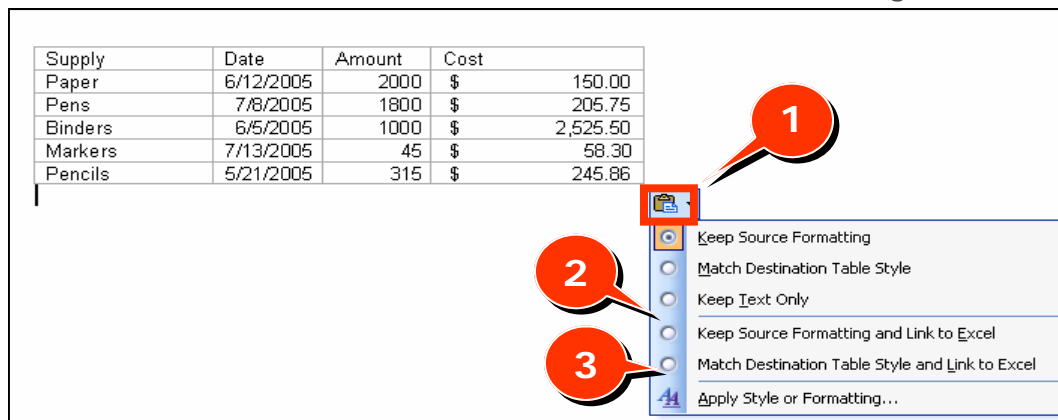 Supply Date Amount Cost
Paper 6/12/2005 2000 $ 150.00
Pens 7/8/2005 1800 $ 205.75
Binders 6/5/2005 1000 $ 2,525.50
Markers 7/13/2005 45 $ 58.30
Pencils 5/21/2005 315 $ 245.86
1
Keep Source Formatting
Match Destination Table Style
2
Keep Text Only
Keep Source Formatting and Link to Excel
3
Match Destination Table Style and Link to Excel
Apply Style or Formatting...